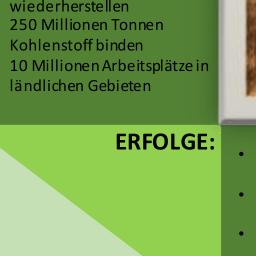 wiederherstellen
250 Millionen Tonnen
Kohlenstoff binden
10 Millionen Arbeitsplätze in
ländlichen Gebieten
ERFOLGE:
•
•
•